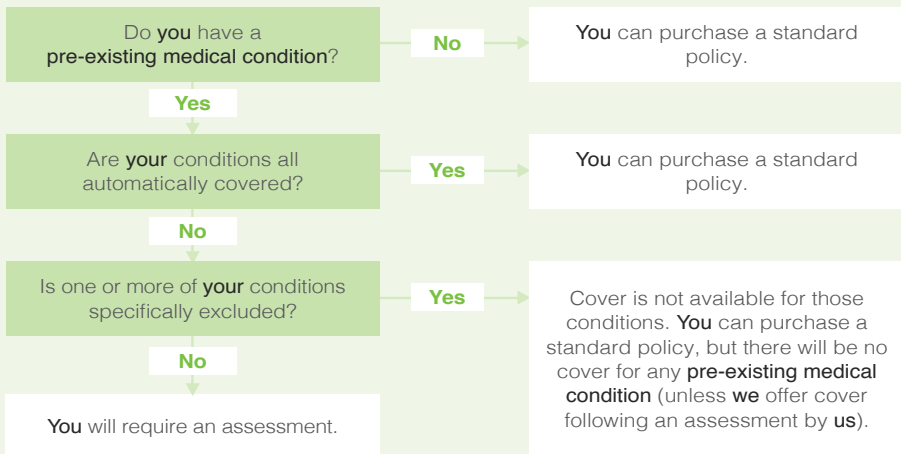 Do you have a
pre-existing medical condition?
No
You can purchase a standard
policy.
Yes
Are your conditions all
automatically covered?
Yes
You can purchase a standard
policy.
No
Is one or more of your conditions
specifically excluded?
Yes
Cover is not available for those
conditions. You can purchase a
standard policy, but there will be no
cover for any pre-existing medical
condition (unless we offer cover
following an assessment by us).
No
You will require an assessment.